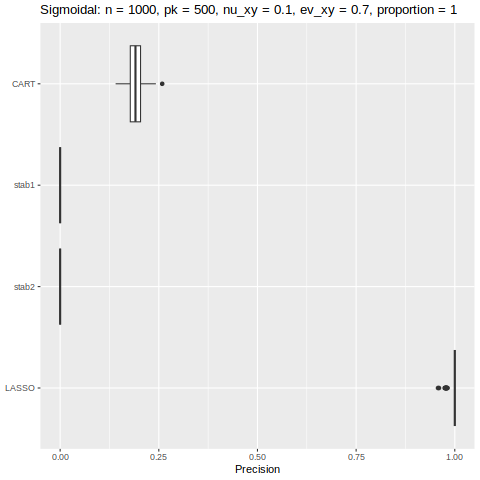 Sigmoidal: n = 1000, pk = 500, nu_xy = 0.1, ev_xy = 0.7, proportion = 1
CART
stab1
stab2
LASSO
0.00 0.25 0.50 0.75 1.00
Precision